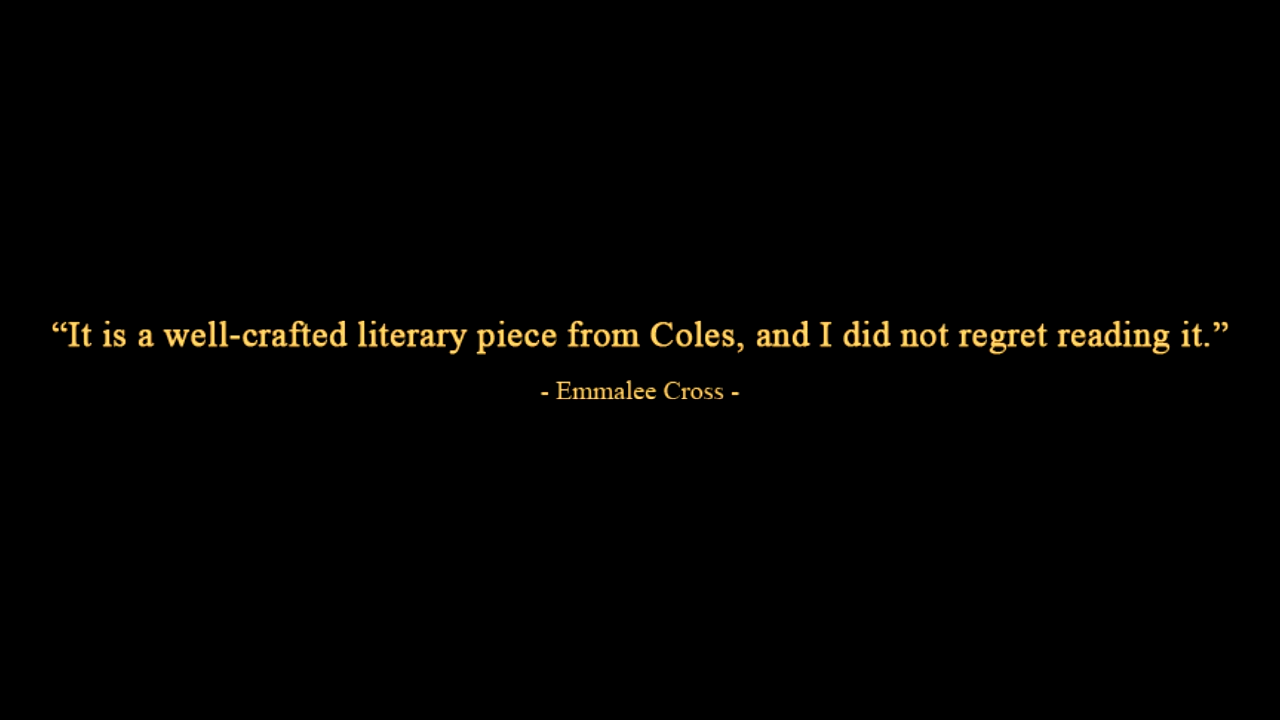 “It is a well-crafted literary piece from Coles, and I did not regret reading it.”
- Emmalee Cross -